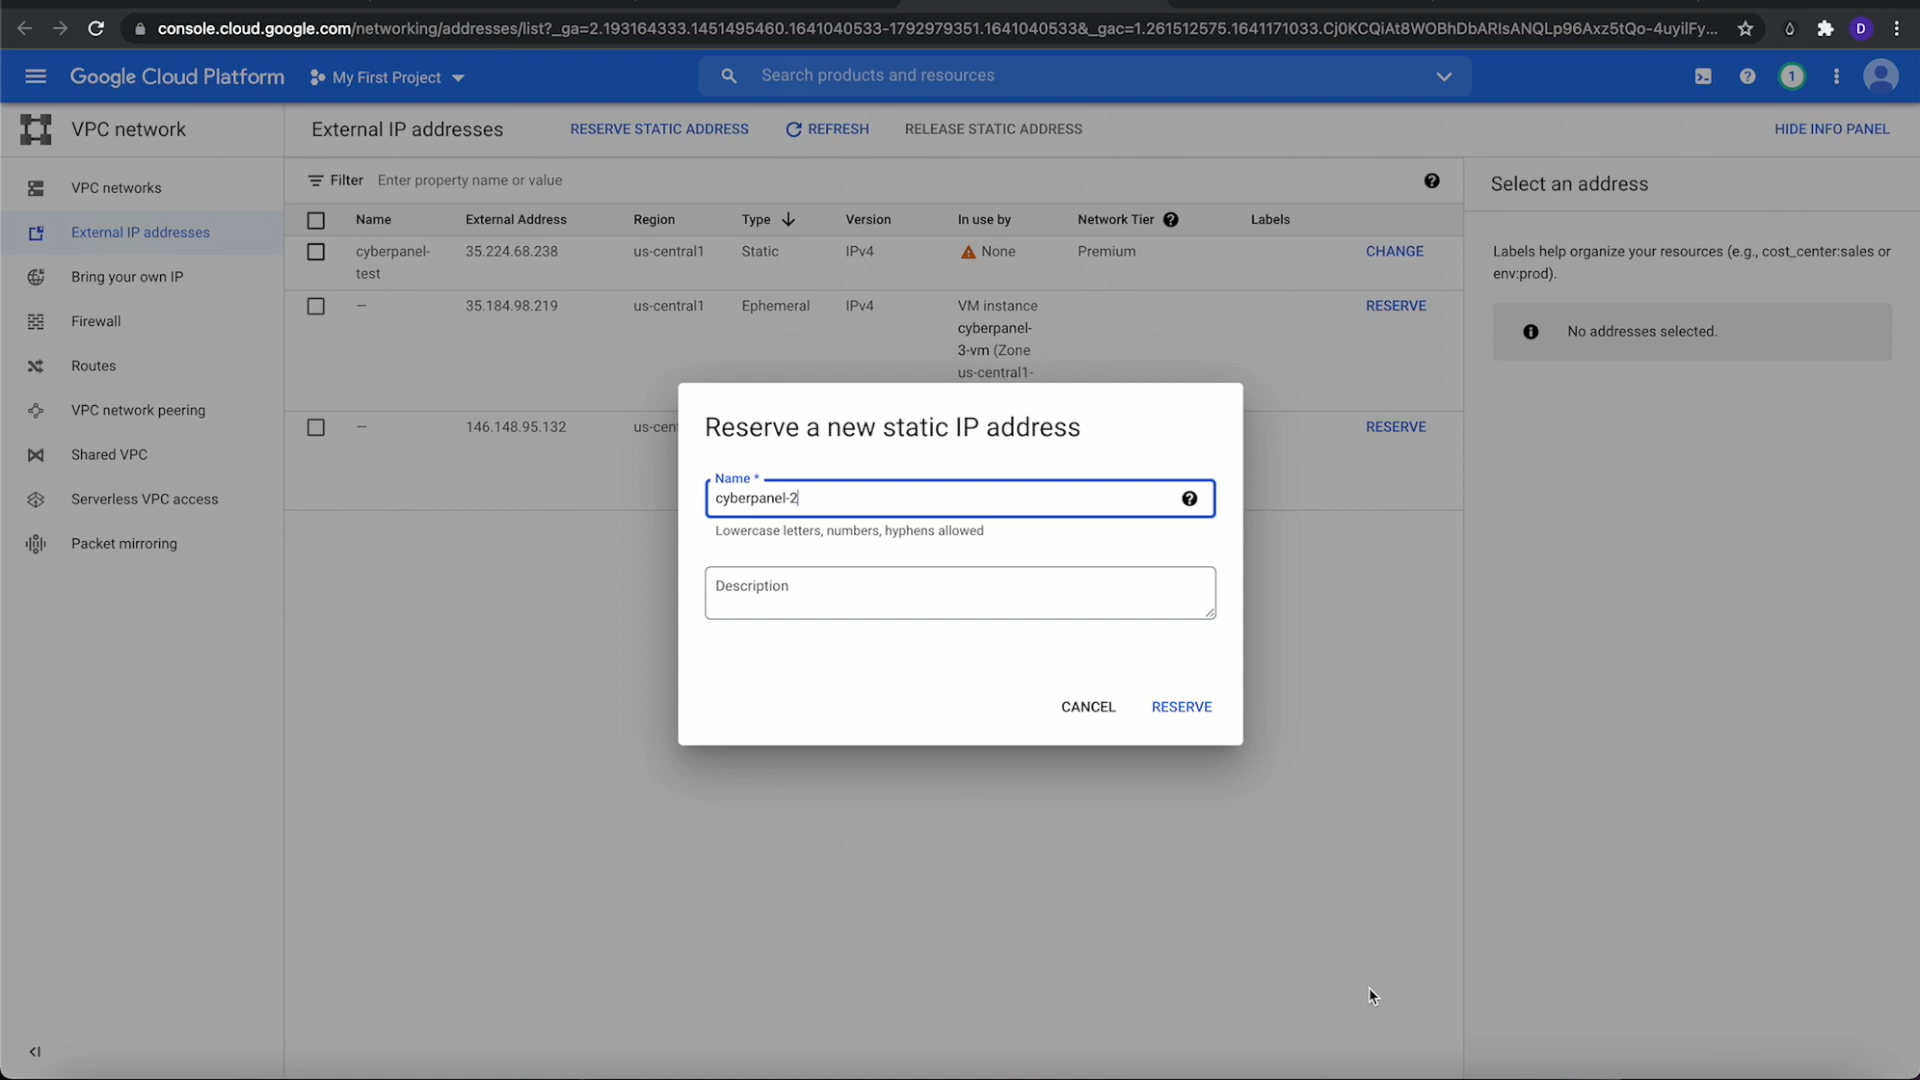 console.cloud.google.com/networking/addresses/list?_ga=2.193164333.1451495460.1641040533-1792979351.1641040533&_gac=1.261512575.1641171033.Cj0KCQiAt8WOBhDbARIsANQLp96Axz5tQo-4uyilFy...
D
Google Cloud Platform
My First Project
Search products and resources
1
VPC network
External IP addresses
RESERVE STATIC ADDRESS
REFRESH
RELEASE STATIC ADDRESS
HIDE INFO PANEL
VPC networks
External IP addresses
Bring your own IP
Firewall
Routes
VPC network peering
Shared VPC
Serverless VPC access
Packet mirroring
Filter Enter property name or value
Name External Address Region Type Version In use by Network Tier Labels
cyberpanel- 35.224.68.238 us-central1 Static IPv4 None Premium CHANGE
test
— 35.184.98.219 us-central1 Ephemeral IPv4 VM instance RESERVE
cyberpanel-
3-vm (Zone
us-central1-
— 146.148.95.132 us-cen RESERVE
Reserve a new static IP address
Name *
cyberpanel-2
Lowercase letters, numbers, hyphens allowed
Description
CANCEL RESERVE
Select an address
Labels help organize your resources (e.g., cost_center:sales or
env:prod).
No addresses selected.